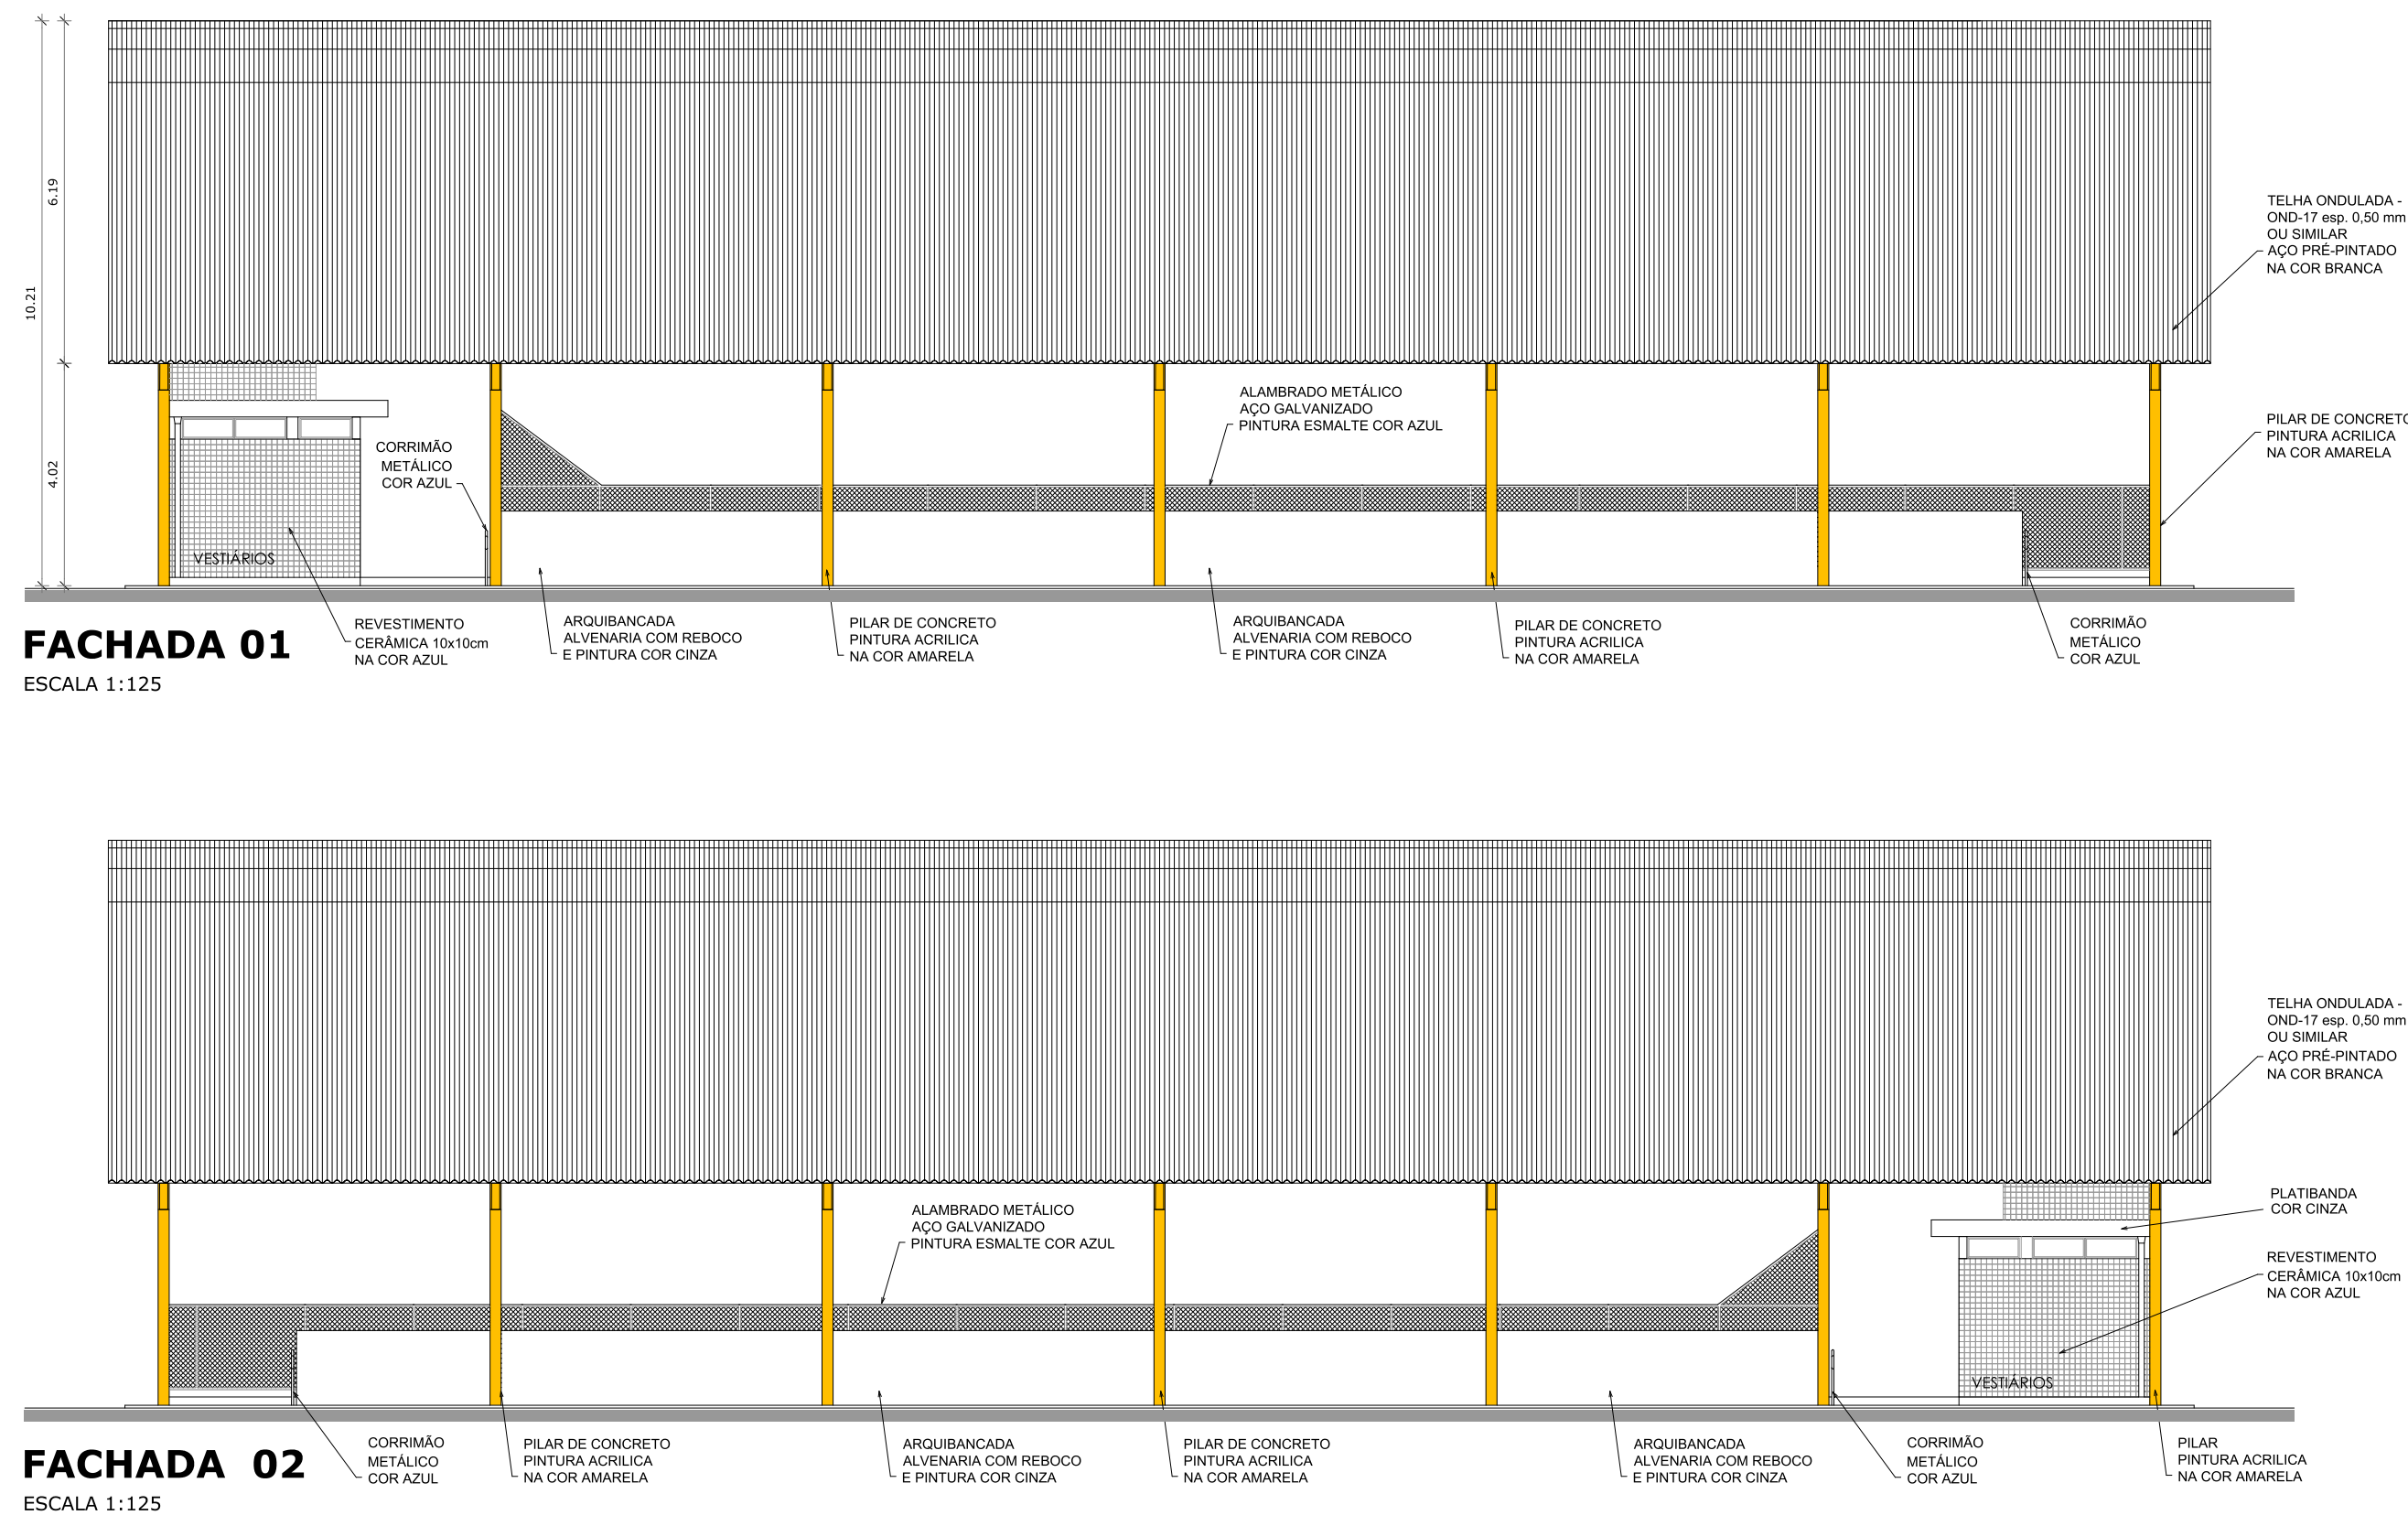 6.19
10.21
4.02
TELHA ONDULADA -
OND-17 esp. 0,50 mm
OU SIMILAR
AÇO PRÉ-PINTADO
NA COR BRANCA
ALAMBRADO METÁLICO
AÇO GALVANIZADO
PINTURA ESMALTE COR AZUL
PILAR DE CONCRETO
PINTURA ACRILICA
NA COR AMARELA
CORRIMÃO
METÁLICO
COR AZUL
VESTIÁRIOS
REVESTIMENTO
CERÂMICA 10x10cm
NA COR AZUL
ARQUIBANCADA
ALVENARIA COM REBOCO
E PINTURA COR CINZA
PILAR DE CONCRETO
PINTURA ACRILICA
NA COR AMARELA
ARQUIBANCADA
ALVENARIA COM REBOCO
E PINTURA COR CINZA
PILAR DE CONCRETO
PINTURA ACRILICA
NA COR AMARELA
CORRIMÃO
METÁLICO
COR AZUL
FACHADA 01
ESCALA 1:125
TELHA ONDULADA -
OND-17 esp. 0,50 mm
OU SIMILAR
AÇO PRÉ-PINTADO
NA COR BRANCA
ALAMBRADO METÁLICO
AÇO GALVANIZADO
PINTURA ESMALTE COR AZUL
PLATIBANDA
COR CINZA
REVESTIMENTO
CERÂMICA 10x10cm
NA COR AZUL
VESTIÁRIOS
CORRIMÃO
METÁLICO
COR AZUL
PILAR DE CONCRETO
PINTURA ACRILICA
NA COR AMARELA
ARQUIBANCADA
ALVENARIA COM REBOCO
E PINTURA COR CINZA
PILAR DE CONCRETO
PINTURA ACRILICA
NA COR AMARELA
ARQUIBANCADA
ALVENARIA COM REBOCO
E PINTURA COR CINZA
CORRIMÃO
METÁLICO
COR AZUL
PILAR
PINTURA ACRILICA
NA COR AMARELA
FACHADA 02
ESCALA 1:125